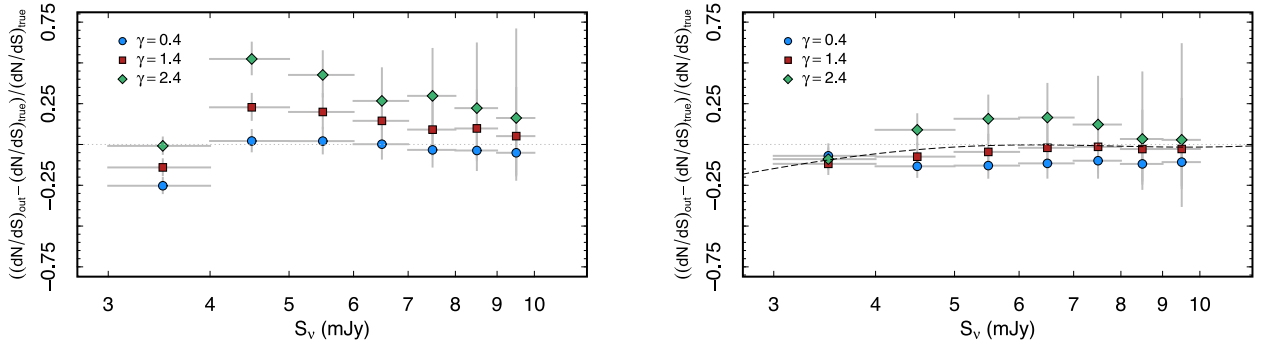 ((dN/dS)out−(dN/dS)true)/(dN/dS)true
0.75
0.25
−0.25
−0.75
γ = 0.4
γ = 1.4
γ = 2.4
3 4 5 6 7 8 9 10
Sν (mJy)
((dN/dS)out−(dN/dS)true)/(dN/dS)true
0.75
0.25
−0.25
−0.75
γ = 0.4
γ = 1.4
γ = 2.4
3 4 5 6 7 8 9 10
Sν (mJy)